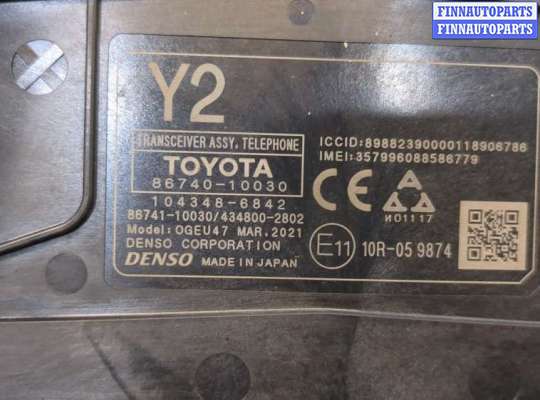 FINNAUTOPARTS
FINNAUTOPARTS
Y2
TRANSCEIVER ASSY, TELEPHONE
TOYOTA
86740-10030
104348-6842
86741-10030/434800-2802
Model: OGEU47 MAR.2021
DENSO CORPORATION
DENSO MADE IN JAPAN
ICCID:89882390000118906786
IMEI:357996088586779
CE
И01117
E11 10R-05 9874